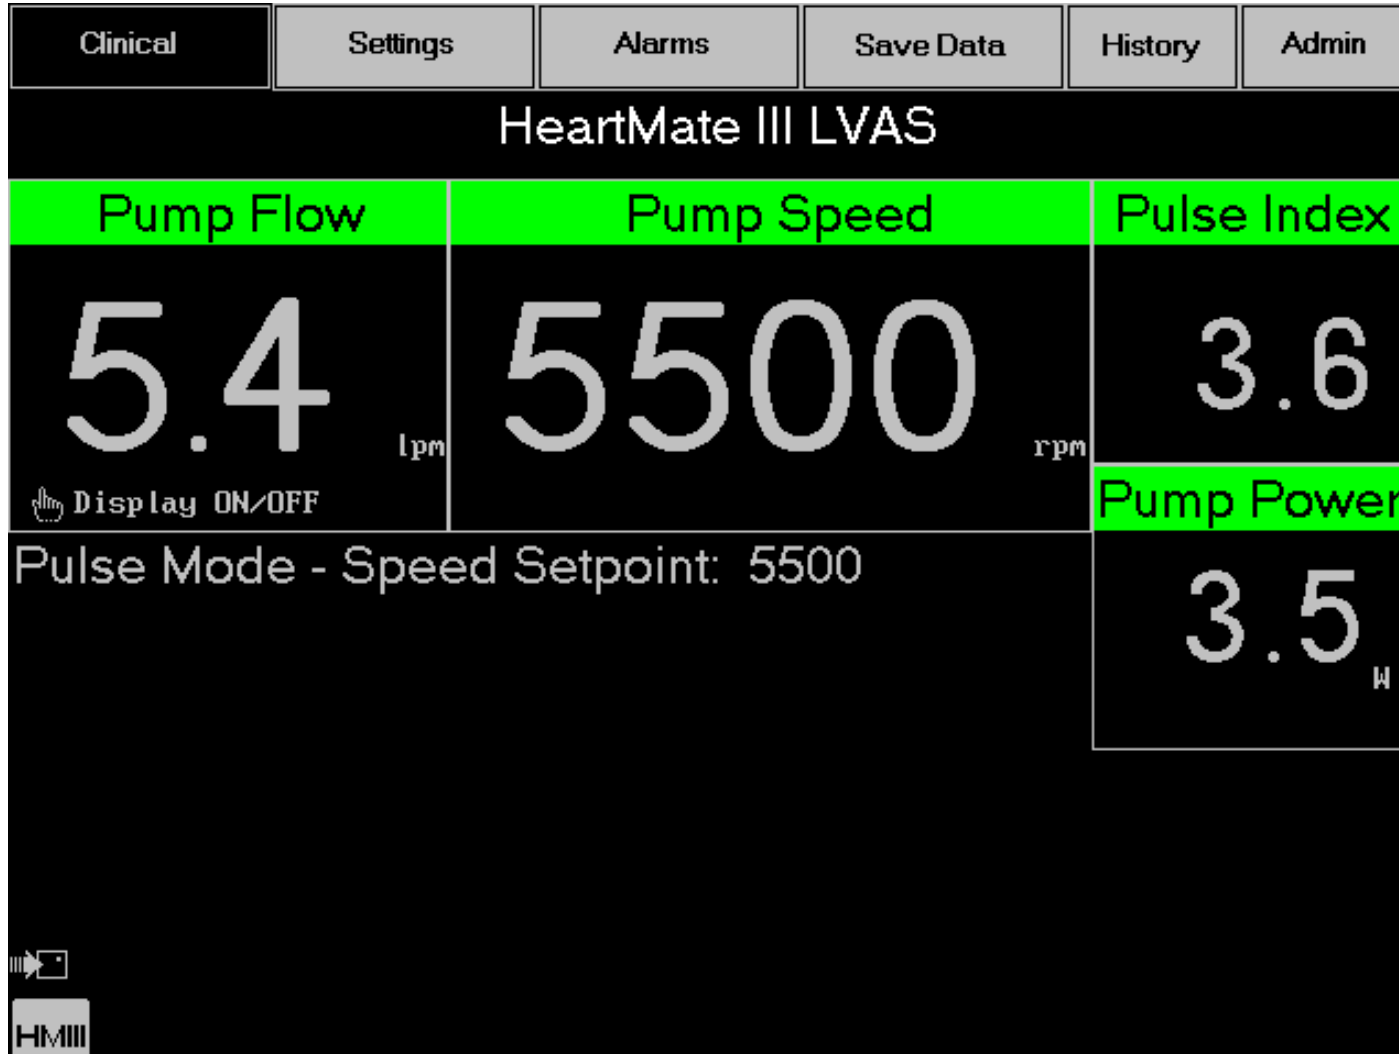 Clinical Settings Alarms Save Data History Admin
HeartMate III LVAS
Pump Flow Pump Speed Pulse Index
5.4 lpm 5500 rpm 3.6
Display ON/OFF
Pump Power
Pulse Mode - Speed Setpoint: 5500
3.5 W
HMIII